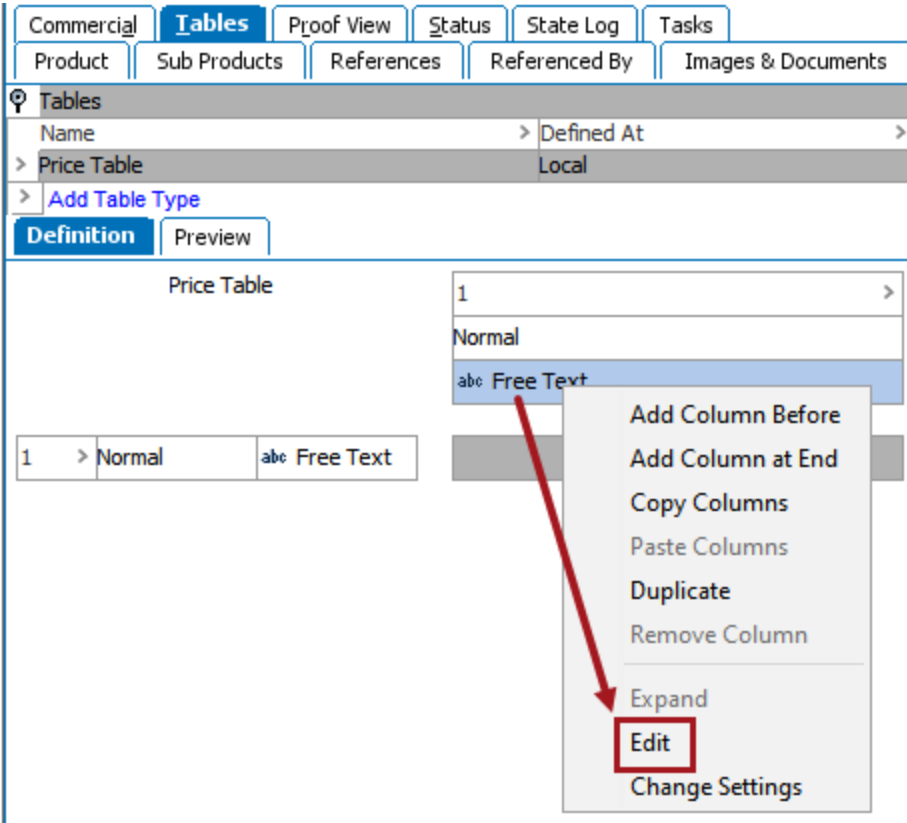 Commercial Tables Proof View Status State Log Tasks
Product Sub Products References Referenced By Images & Documents
Tables
Name > Defined At >
> Price Table Local
> Add Table Type
Definition Preview
Price Table
1 >
Normal
abc Free Text
1 > Normal abc Free Text
Add Column Before
Add Column at End
Copy Columns
Paste Columns
Duplicate
Remove Column
Expand
Edit
Change Settings